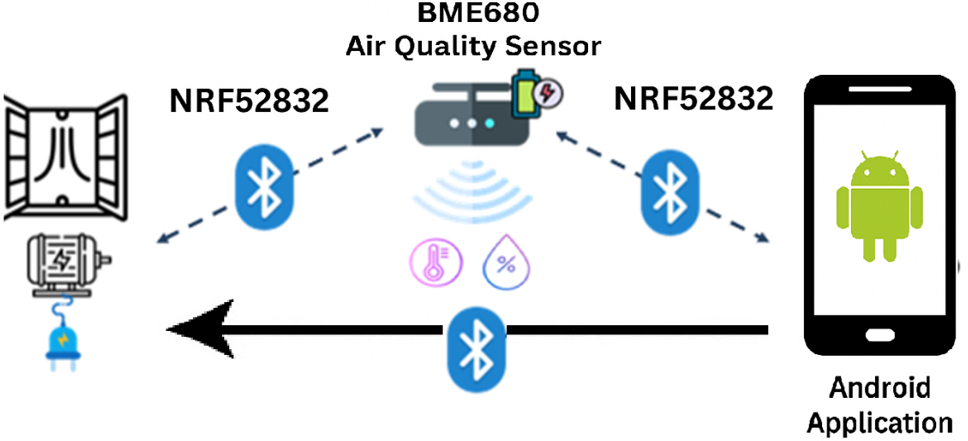 BME680
Air Quality Sensor
NRF52832
NRF52832
%
Android
Application